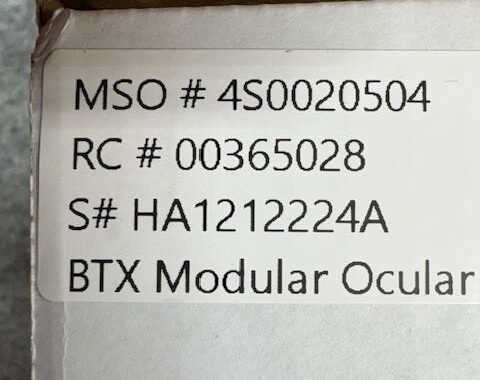 MSO # 4S0020504
RC # 00365028
S# HA1212224A
BTX Modular Ocular